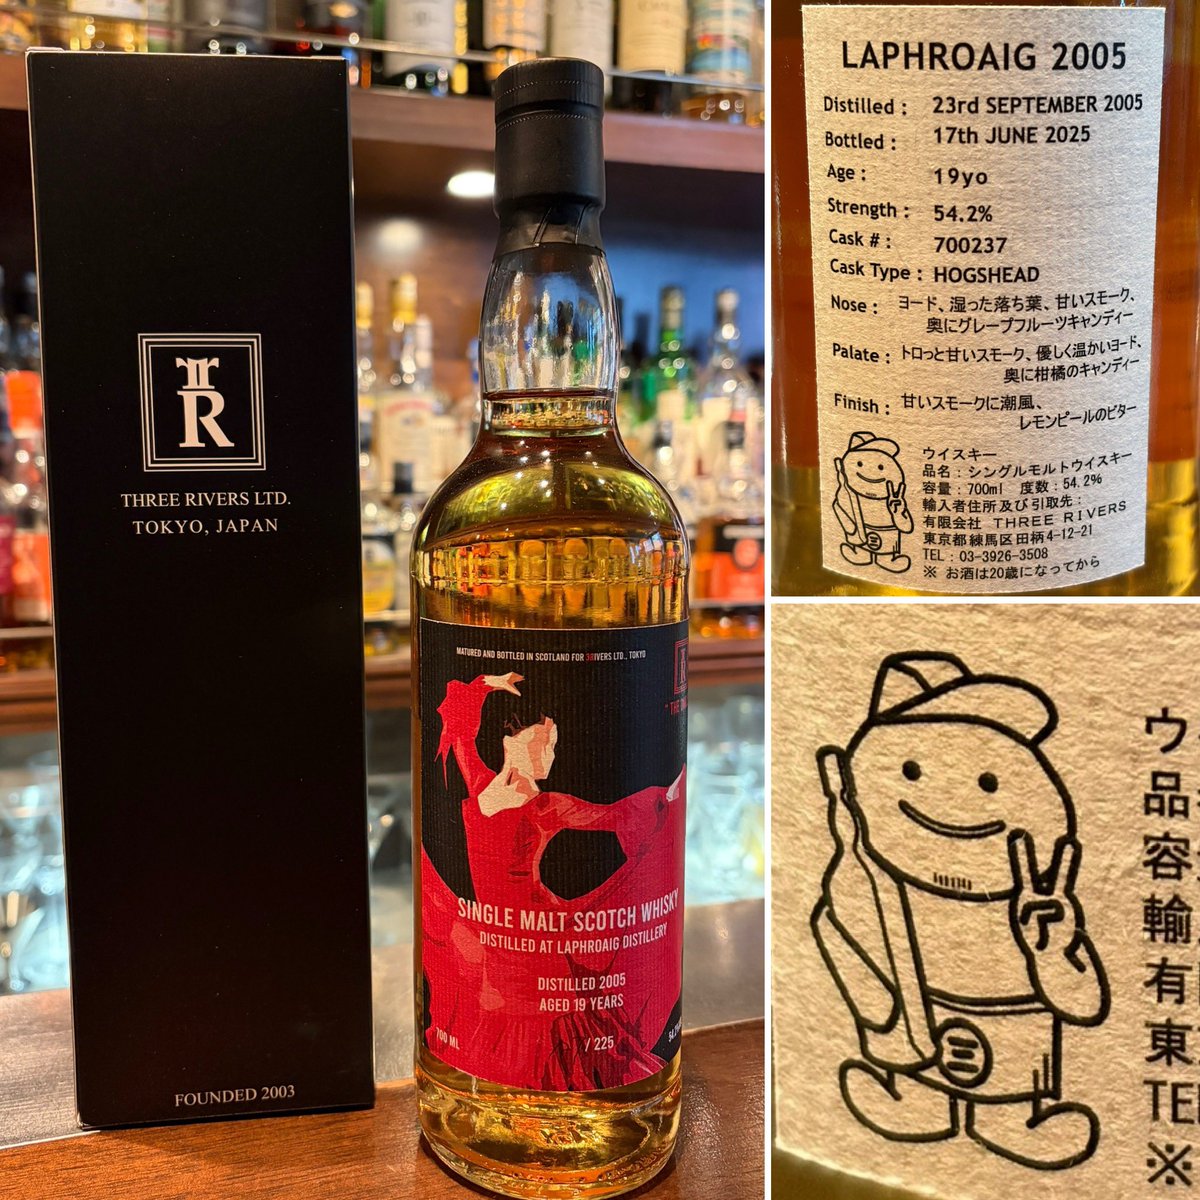 R
THREE RIVERS LTD.
TOKYO, JAPAN
FOUNDED 2003
MATURED AND BOTTLED IN SCOTLAND FOR 3RIVERS LTD., TOKYO
R
SINGLE MALT SCOTCH WHISKY
DISTILLED AT LAPHROAIG DISTILLERY
DISTILLED 2005
AGED 19 YEARS
700 ML
/ 225
LAPHROAIG 2005
Distilled : 23rd SEPTEMBER 2005
Bottled : 17th JUNE 2025
Age : 19yo
Strength : 54.2%
Cask # : 700237
Cask Type : HOGSHEAD
Nose : ヨード、湿った落ち葉、甘いスモーク、
奥にグレープフルーツキャンディー
Palate : トロっと甘いスモーク、優しく温かいヨード、
奥に柑橘のキャンディー
Finish : 甘いスモークに潮風、
レモンピールのビター
ウイスキー
品名：シングルモルトウイスキー
容量：700ml 度数：54.2%
輸入者住所及び引取先：
有限会社 THREE RIVERS
東京都練馬区田柄4-12-21
TEL : 03-3926-3508
※ お酒は20歳になってから
三
ウ
品
容
輸
有
東
TE
※
三